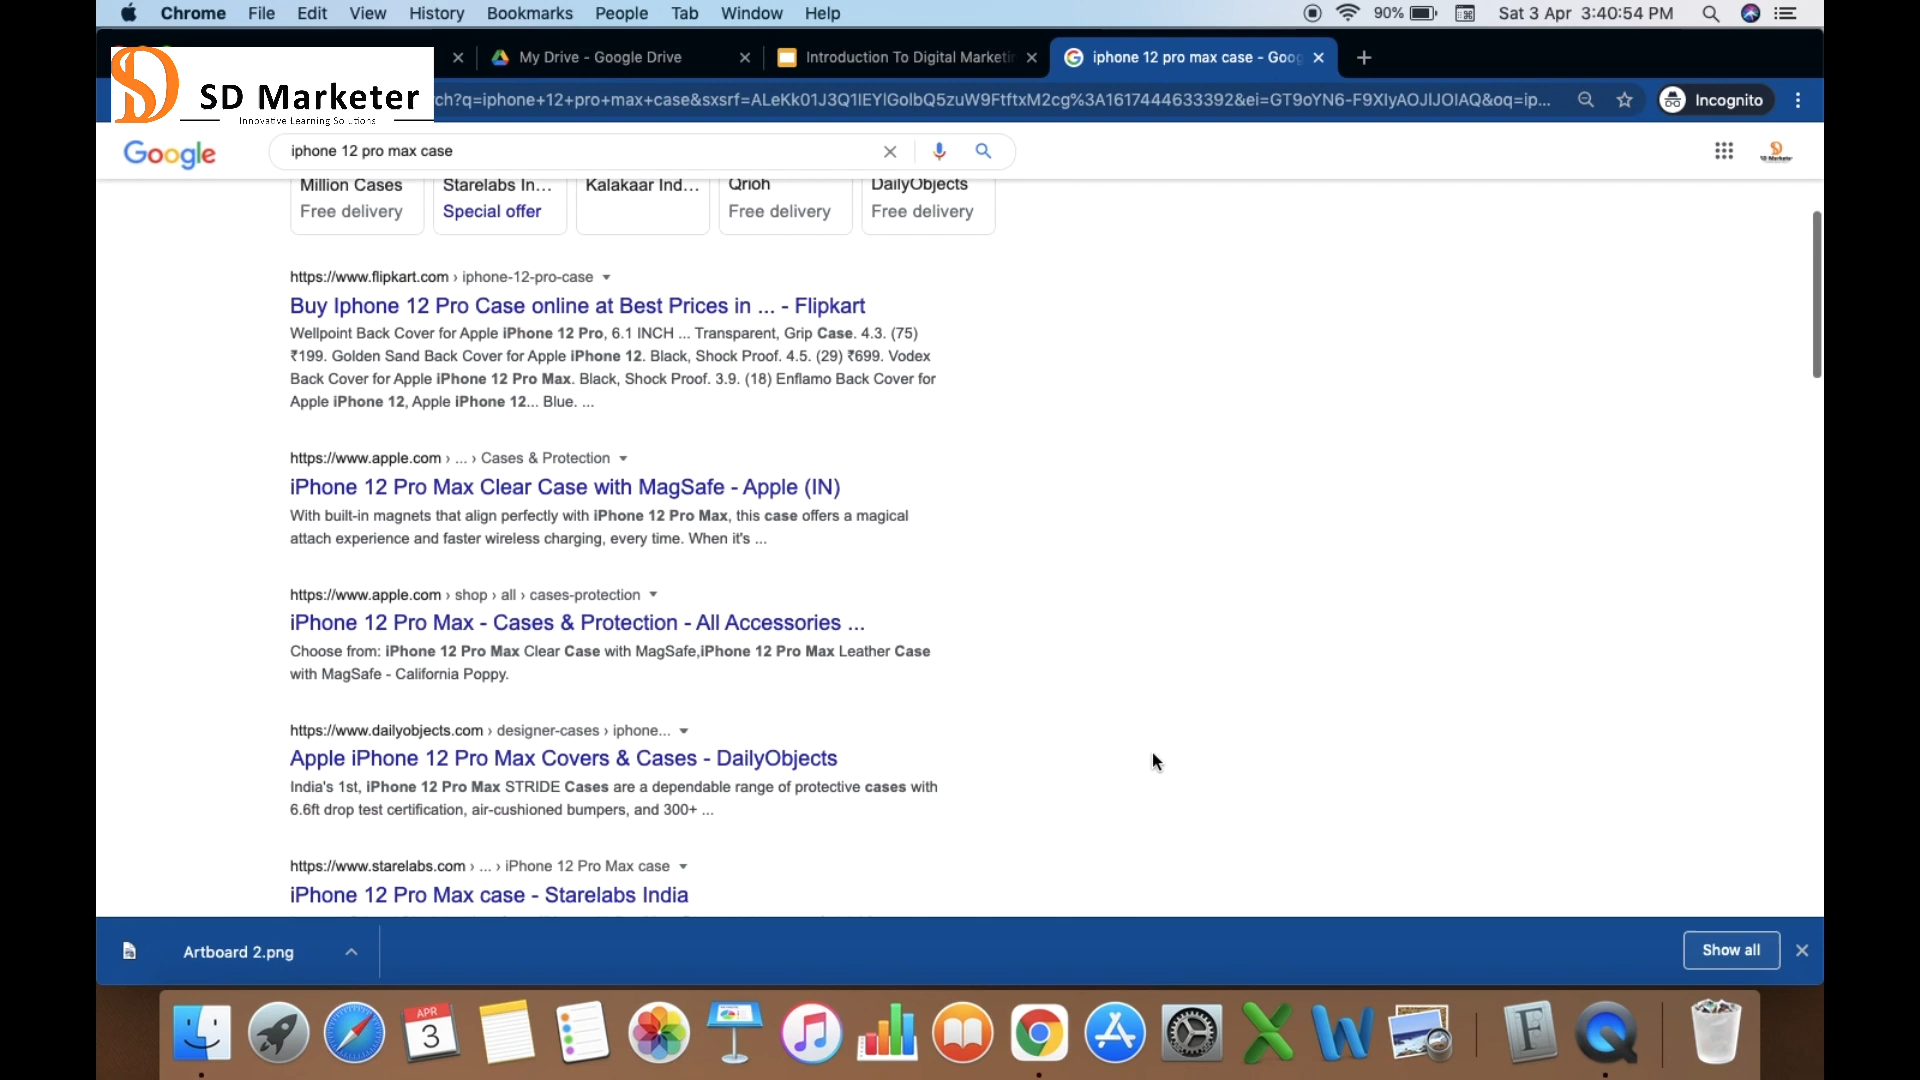 Chrome File Edit View History Bookmarks People Tab Window Help 90% Sat 3 Apr 3:40:54 PM
My Drive - Google Drive Introduction To Digital Marketin iphone 12 pro max case - Goog
SD Marketer
Innovative Learning Solutions
ch?q=iphone+12+pro+max+case&sxsrf= Incognito
Google iphone 12 pro max case
Million Cases Starelabs In... Kalakaar Ind... Qrioh DailyObjects
Free delivery Special offer Free delivery Free delivery
https://www.flipkart.com › iphone-12-pro-case
Buy Iphone 12 Pro Case online at Best Prices in ... - Flipkart
Wellpoint Back Cover for Apple iPhone 12 Pro, 6.1 INCH ... Transparent, Grip Case. 4.3. (75)
₹199. Golden Sand Back Cover for Apple iPhone 12. Black, Shock Proof. 4.5. (29) ₹699. Vodex
Back Cover for Apple iPhone 12 Pro Max. Black, Shock Proof. 3.9. (18) Enflamo Back Cover for
Apple iPhone 12, Apple iPhone 12... Blue. ...
https://www.apple.com › ... › Cases & Protection
iPhone 12 Pro Max Clear Case with MagSafe - Apple (IN)
With built-in magnets that align perfectly with iPhone 12 Pro Max, this case offers a magical
attach experience and faster wireless charging, every time. When it's ...
https://www.apple.com › shop › all › cases-protection
iPhone 12 Pro Max - Cases & Protection - All Accessories ...
Choose from: iPhone 12 Pro Max Clear Case with MagSafe,iPhone 12 Pro Max Leather Case
with MagSafe - California Poppy.
https://www.dailyobjects.com › designer-cases › iphone...
Apple iPhone 12 Pro Max Covers & Cases - DailyObjects
India's 1st, iPhone 12 Pro Max STRIDE Cases are a dependable range of protective cases with
6.6ft drop test certification, air-cushioned bumpers, and 300+ ...
https://www.starelabs.com › ... › iPhone 12 Pro Max case
iPhone 12 Pro Max case - Starelabs India
Artboard 2.png Show all
APR
3